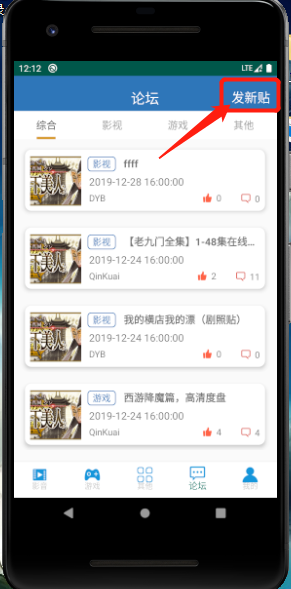 12:12 LTE
论坛 发新贴
综合 影视 游戏 其他
影视 ffff
2019-12-28 16:00:00
DYB 0 0
影视 【老九门全集】1-48集在线...
2019-12-24 16:00:00
QinKuai 2 11
影视 我的横店我的漂（剧照贴）
2019-12-24 16:00:00
DYB 0 0
游戏 西游降魔篇，高清度盘
2019-12-24 16:00:00
QinKuai 4 4
影视 游戏 其他 论坛 我的